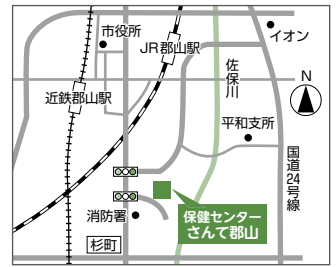 市役所
JR郡山駅
佐保川
イオン
N
近鉄郡山駅
平和支所
国道24号線
消防署
保健センター
さんて郡山
杉町